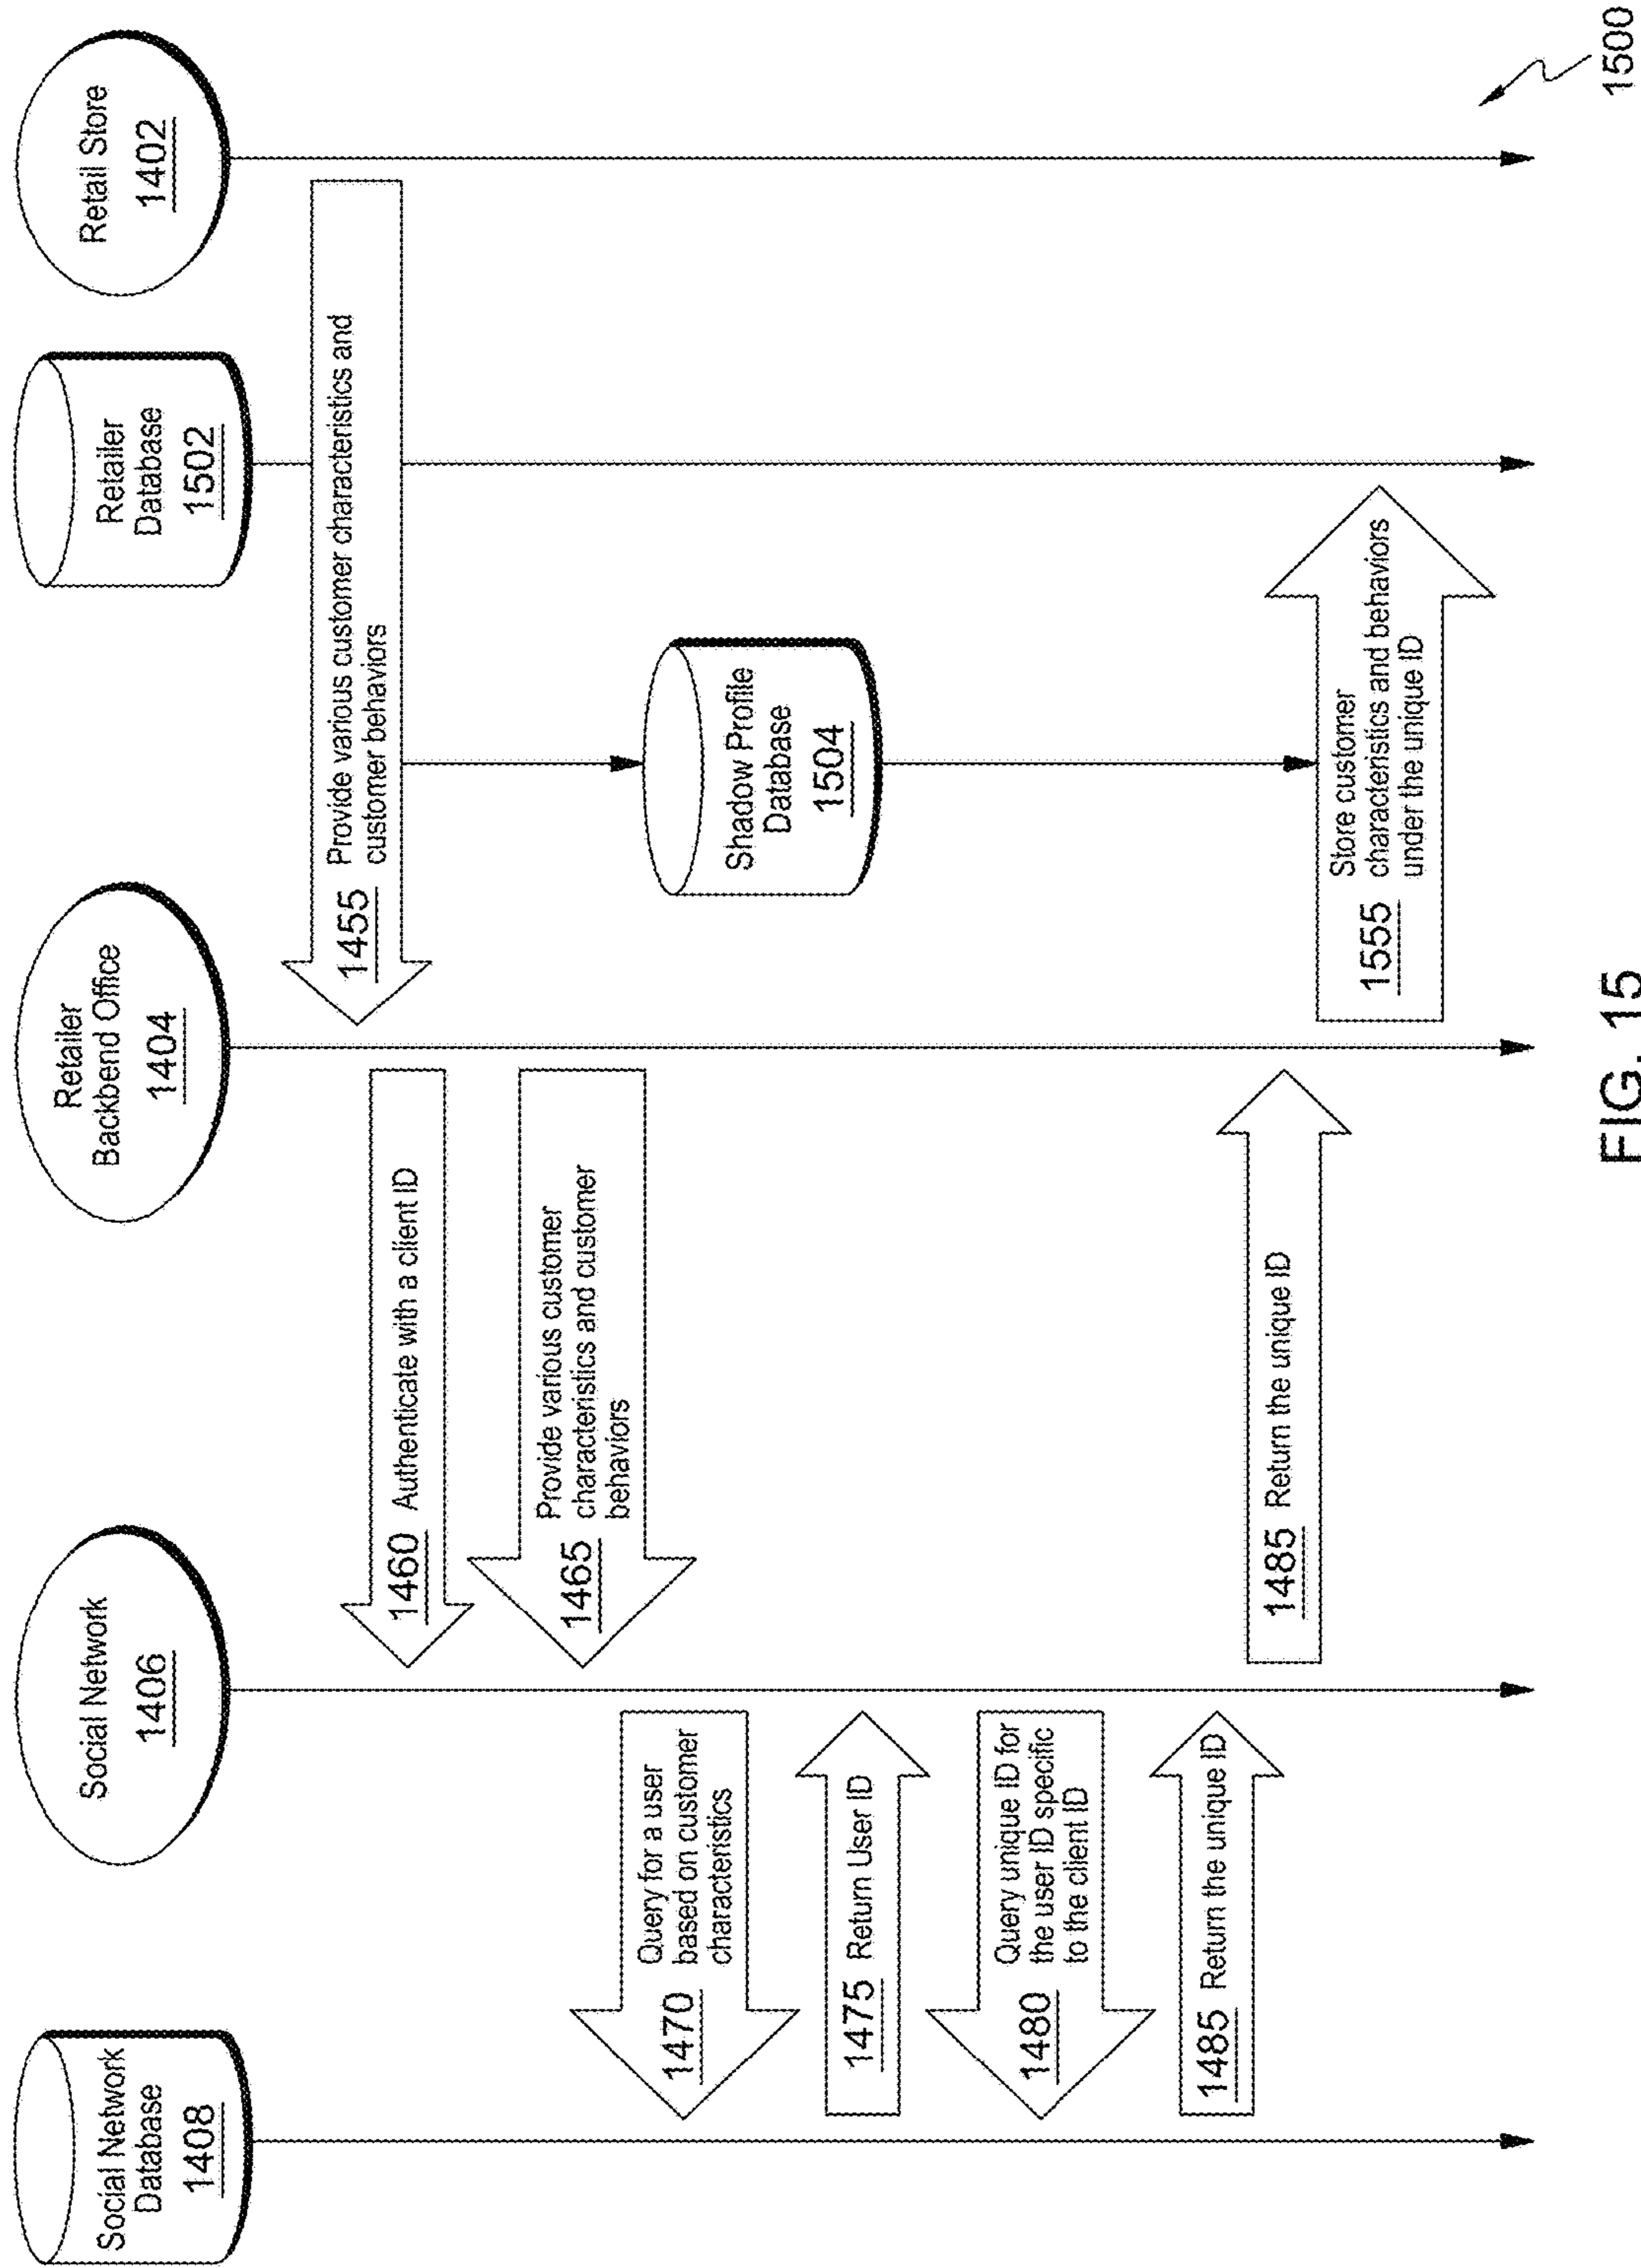 Social Network
Database
1408
Social Network
1406
Retailer
Backbend Office
1404
Retailer
Database
1502
Retail Store
1402
1455 Provide various customer characteristics and
customer behaviors
1460 Authenticate with a client ID
1465 Provide various customer
characteristics and customer
behaviors
Shadow Profile
Database
1504
1470 Query for a user
based on customer
characteristics
1475 Return User ID
1480 Query unique ID for
the user ID specific
to the client ID
1485 Return the unique ID
1485 Return the unique ID
1555 Store customer
characteristics and behaviors
under the unique ID
1500
FIG. 15